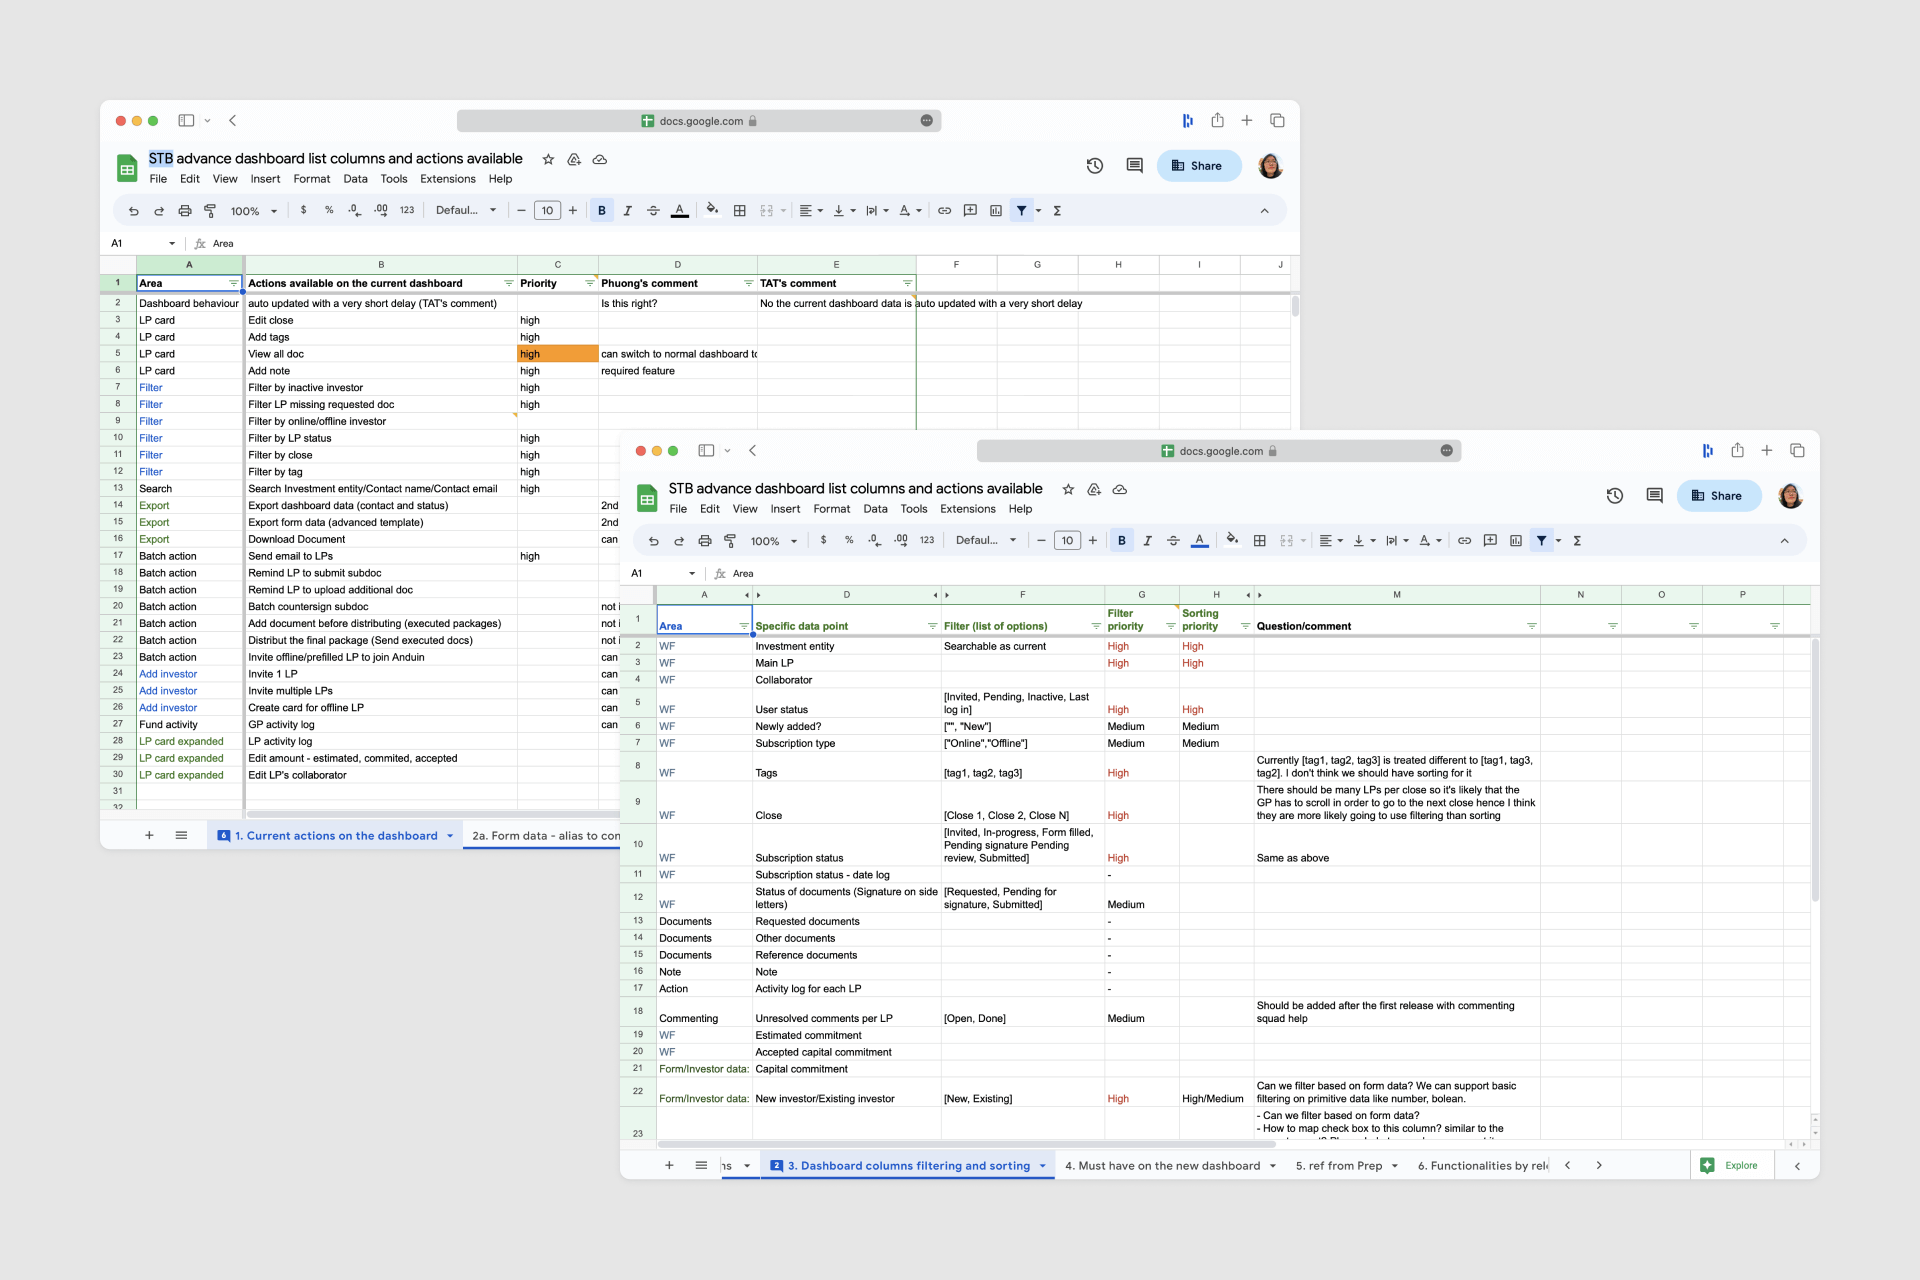 docs.google.com
STB advance dashboard list columns and actions available
File Edit View Insert Format Data Tools Extensions Help
Share
100% $ % .0 .00 123 Defaul... 10 B I A
A1 fx Area
A B C D E F G H I J
1 Area Actions available on the current dashboard Priority Phuong's comment TAT's comment
2 Dashboard behaviour auto updated with a very short delay (TAT's comment) Is this right? No the current dashboard data is auto updated with a very short delay
3 LP card Edit close high
4 LP card Add tags high
5 LP card View all doc high can switch to normal dashboard to
6 LP card Add note high required feature
7 Filter Filter by inactive investor high
8 Filter Filter LP missing requested doc high
9 Filter Filter by online/offline investor
10 Filter Filter by LP status high
11 Filter Filter by close high
12 Filter Filter by tag high
13 Search Search Investment entity/Contact name/Contact email high
14 Export Export dashboard data (contact and status) 2nd
15 Export Export form data (advanced template) 2nd
16 Export Download Document can
17 Batch action Send email to LPs high
18 Batch action Remind LP to submit subdoc
19 Batch action Remind LP to upload additional doc
20 Batch action Batch countersign subdoc not i
21 Batch action Add document before distributing (executed packages) not i
22 Batch action Distribut the final package (Send executed docs) not i
23 Batch action Invite offline/prefilled LP to join Anduin can
24 Add investor Invite 1 LP can
25 Add investor Invite multiple LPs can
26 Add investor Create card for offline LP can
27 Fund activity GP activity log can
28 LP card expanded LP activity log
29 LP card expanded Edit amount - estimated, commited, accepted
30 LP card expanded Edit LP's collaborator
31
32
6 1. Current actions on the dashboard 2a. Form data - alias to con
docs.google.com
STB advance dashboard list columns and actions available
File Edit View Insert Format Data Tools Extensions Help
Share
100% $ % .0 .00 123 Defaul... 10 B I A
A1 fx Area
A D F G H M N O P
1 Area Specific data point Filter (list of options) Filter priority Sorting priority Question/comment
2 WF Investment entity Searchable as current High High
3 WF Main LP High High
4 WF Collaborator
5 WF User status [Invited, Pending, Inactive, Last log in] High High
6 WF Newly added? ["", "New"] Medium Medium
7 WF Subscription type ["Online","Offline"] Medium Medium
8 WF Tags [tag1, tag2, tag3] High Currently [tag1, tag2, tag3] is treated different to [tag1, tag3, tag2]. I don't think we should have sorting for it
9 WF Close [Close 1, Close 2, Close N] High There should be many LPs per close so it's likely that the GP has to scroll in order to go to the next close hence I think they are more likely going to use filtering than sorting
10 WF Subscription status [Invited, In-progress, Form filled, Pending signature Pending review, Submitted] High Same as above
11 WF Subscription status - date log -
12 WF Status of documents (Signature on side letters) [Requested, Pending for signature, Submitted] Medium
13 Documents Requested documents -
14 Documents Other documents -
15 Documents Reference documents -
16 Note Note -
17 Action Activity log for each LP -
18 Commenting Unresolved comments per LP [Open, Done] Medium Should be added after the first release with commenting squad help
19 WF Estimated commitment
20 WF Accepted capital commitment
21 Form/Investor data: Capital commitment
22 Form/Investor data: New investor/Existing investor [New, Existing] High High/Medium Can we filter based on form data? We can support basic filtering on primitive data like number, bolean.
23 - Can we filter based on form data?
- How to map check box to this column? similar to the
ns 2 3. Dashboard columns filtering and sorting 4. Must have on the new dashboard 5. ref from Prep 6. Functionalities by rele Explore